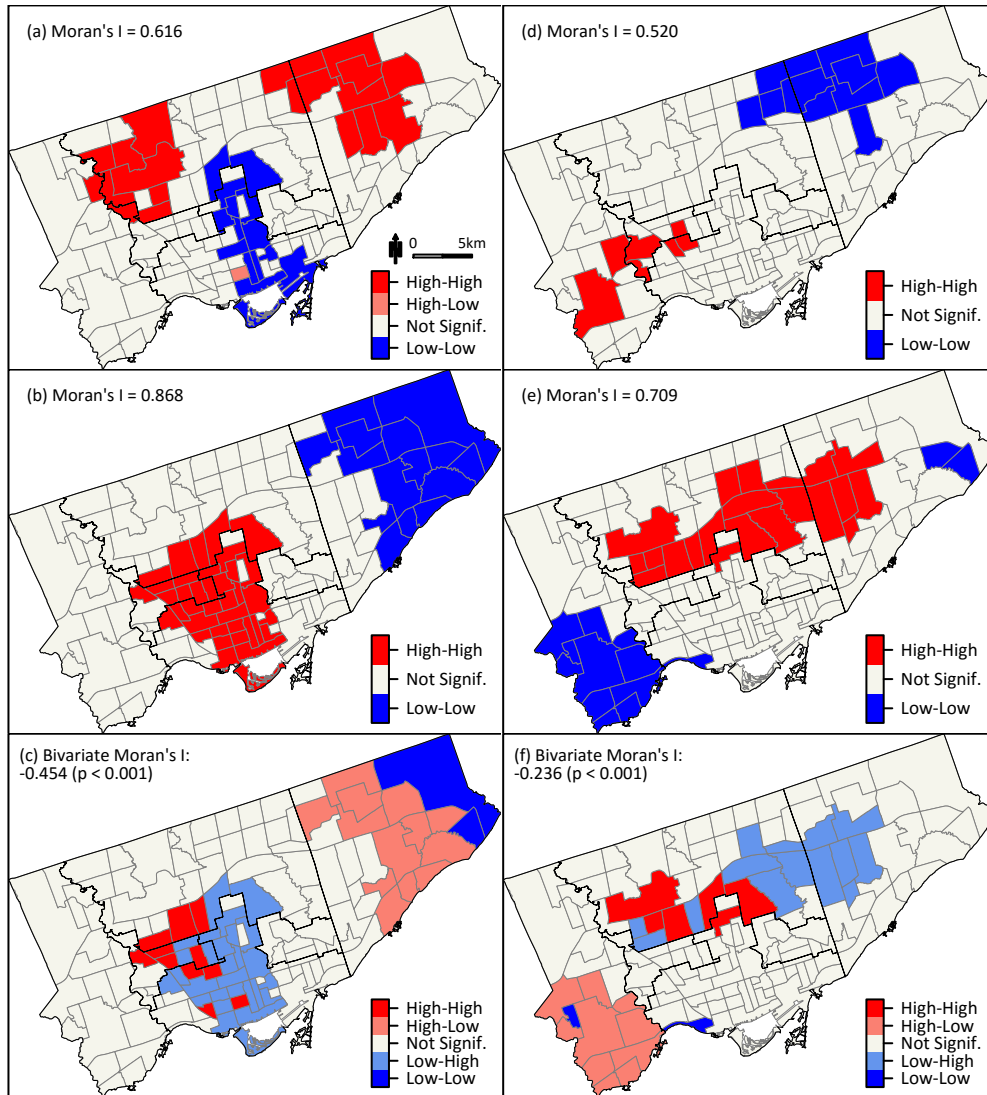 (a) Moran's I = 0.616
0 5km
High-High
High-Low
Not Signif.
Low-Low
(d) Moran's I = 0.520
High-High
Not Signif.
Low-Low
(b) Moran's I = 0.868
High-High
Not Signif.
Low-Low
(e) Moran's I = 0.709
High-High
Not Signif.
Low-Low
(c) Bivariate Moran's I:
-0.454 (p < 0.001)
High-High
High-Low
Not Signif.
Low-High
Low-Low
(f) Bivariate Moran's I:
-0.236 (p < 0.001)
High-High
High-Low
Not Signif.
Low-High
Low-Low